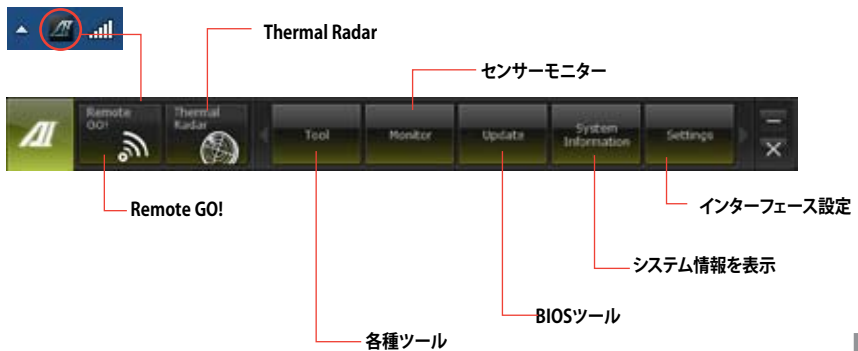 Thermal Radar
センサーモニター
Remote GO!
Thermal Radar
Tool
Monitor
Update
System Information
Settings
Remote GO!
インターフェース設定
システム情報を表示
BIOSツール
各種ツール